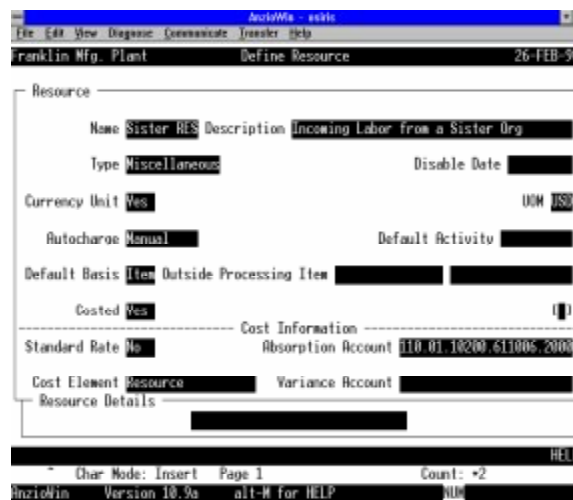 AnzioWin - osiris
File Edit View Diagnose Communicate Transfer Help
Franklin Mfg. Plant Define Resource 26-FEB-9
Resource
Name Sister RES Description Incoming Labor from a Sister Org
Type Miscellaneous Disable Date
Currency Unit Yes UOM USD
Autocharge Manual Default Activity
Default Basis Item Outside Processing Item
Costed Yes
Cost Information
Standard Rate No Absorption Account 110.01.10200.611006.2000
Cost Element Resource Variance Account
Resource Details
HEL
^ Char Mode: Insert Page 1 Count: *2
AnzioWin Version 10.9a alt-M for HELP NUM